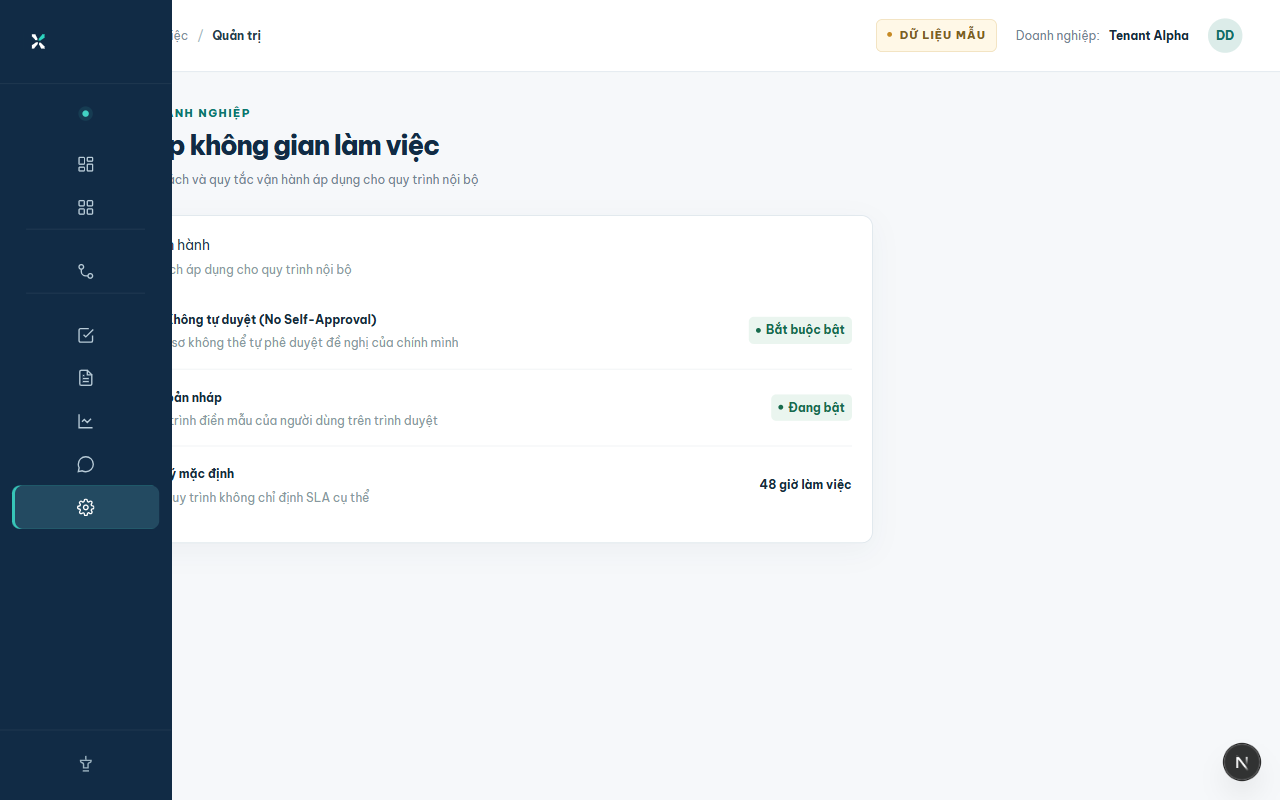 iệc / Quản trị
DỮ LIỆU MẪU
Doanh nghiệp: Tenant Alpha
DD
ANH NGHIỆP
p không gian làm việc
ách và quy tắc vận hành áp dụng cho quy trình nội bộ
n hành
ch áp dụng cho quy trình nội bộ
Không tự duyệt (No Self-Approval)
sơ không thể tự phê duyệt đề nghị của chính mình
Bắt buộc bật
bản nháp
trình điền mẫu của người dùng trên trình duyệt
Đang bật
ý mặc định
uy trình không chỉ định SLA cụ thể
48 giờ làm việc
N